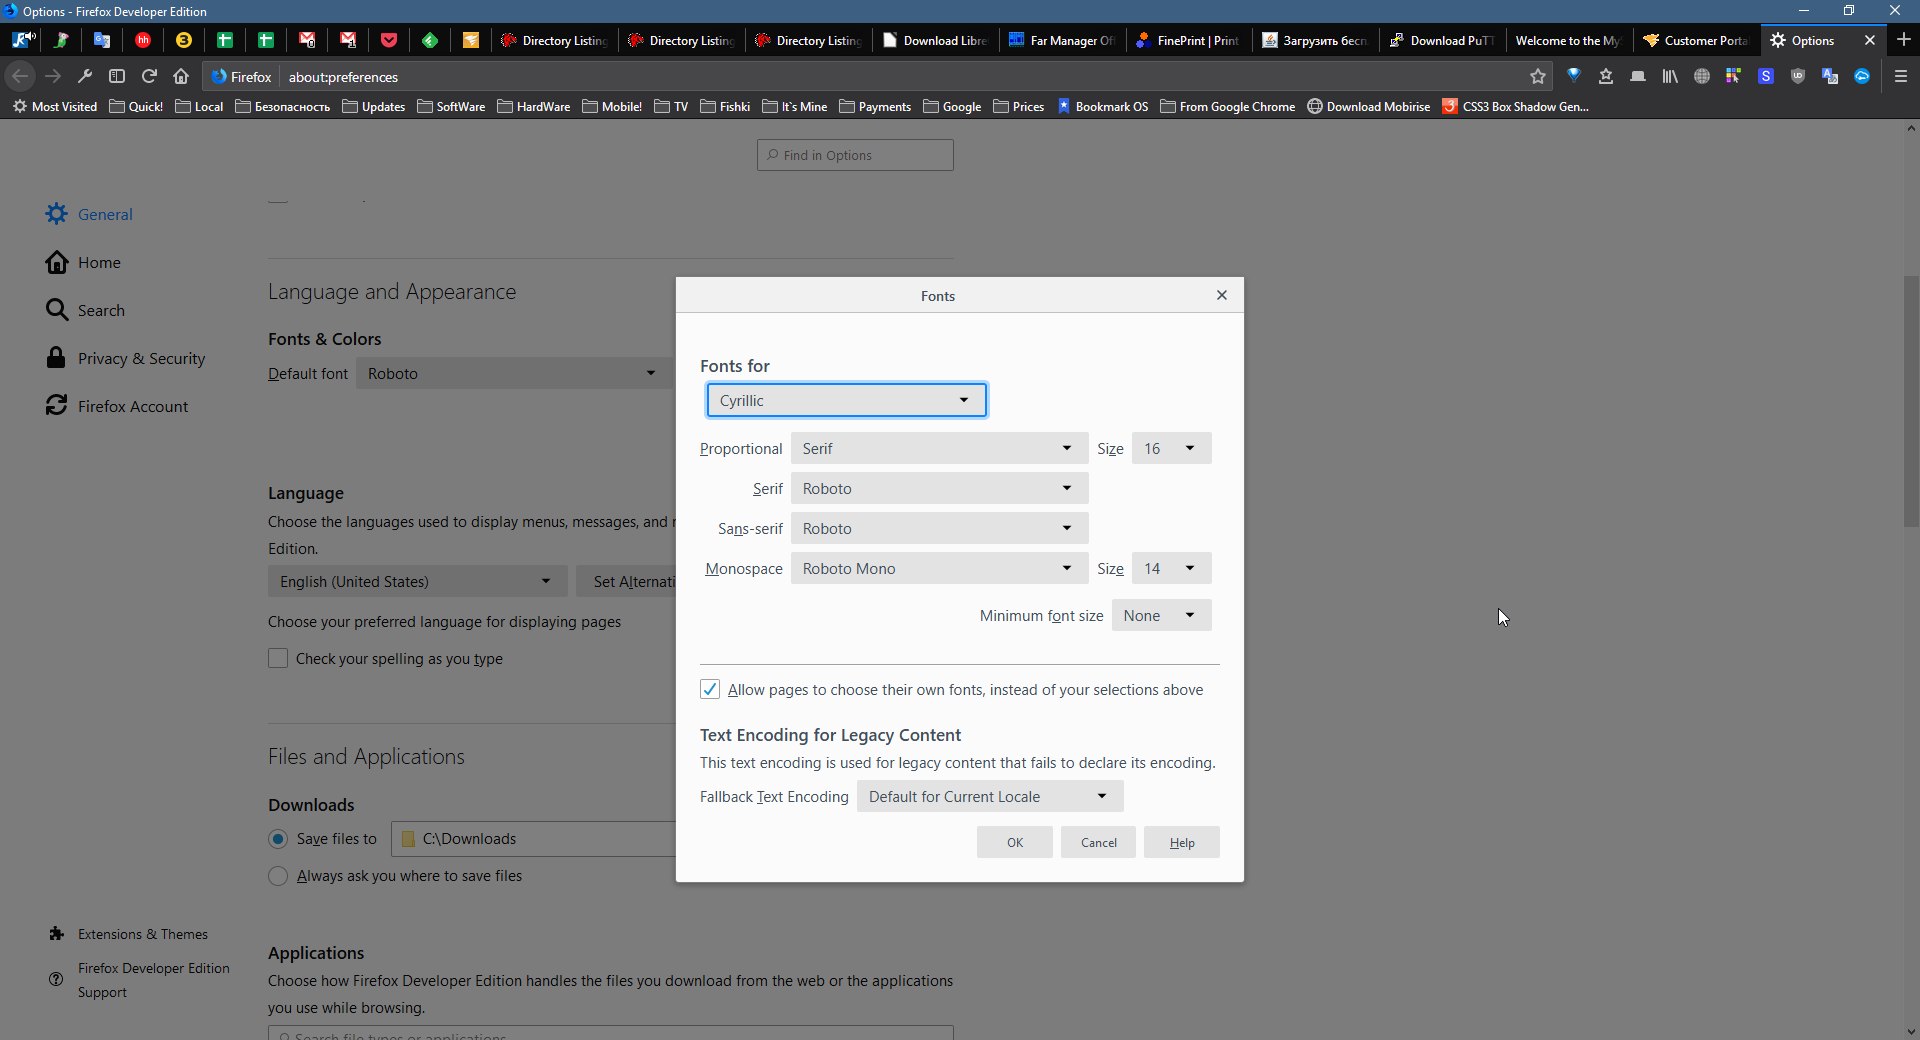 Options - Firefox Developer Edition
Directory Listing
Directory Listing
Directory Listing
Download Libre
Far Manager Of
FinePrint | Print
Загрузить бесп
Download PuTT
Welcome to the My
Customer Porta
Options
Firefox
about:preferences
Most Visited
Quick!
Local
Безопасность
Updates
SoftWare
HardWare
Mobile!
TV
Fishki
It's Mine
Payments
Google
Prices
Bookmark OS
From Google Chrome
Download Mobirise
CSS3 Box Shadow Gen...
Find in Options
General
Home
Search
Privacy & Security
Firefox Account
Extensions & Themes
Firefox Developer Edition
Support
Language and Appearance
Fonts & Colors
Default font
Roboto
Language
Choose the languages used to display menus, messages, and
Edition.
English (United States)
Set Alternati
Choose your preferred language for displaying pages
Check your spelling as you type
Files and Applications
Downloads
Save files to
C:\Downloads
Always ask you where to save files
Applications
Choose how Firefox Developer Edition handles the files you download from the web or the applications
you use while browsing.
Search file types or applications
Fonts
Fonts for
Cyrillic
Proportional
Serif
Size
16
Serif
Roboto
Sans-serif
Roboto
Monospace
Roboto Mono
Size
14
Minimum font size
None
Allow pages to choose their own fonts, instead of your selections above
Text Encoding for Legacy Content
This text encoding is used for legacy content that fails to declare its encoding.
Fallback Text Encoding
Default for Current Locale
OK
Cancel
Help